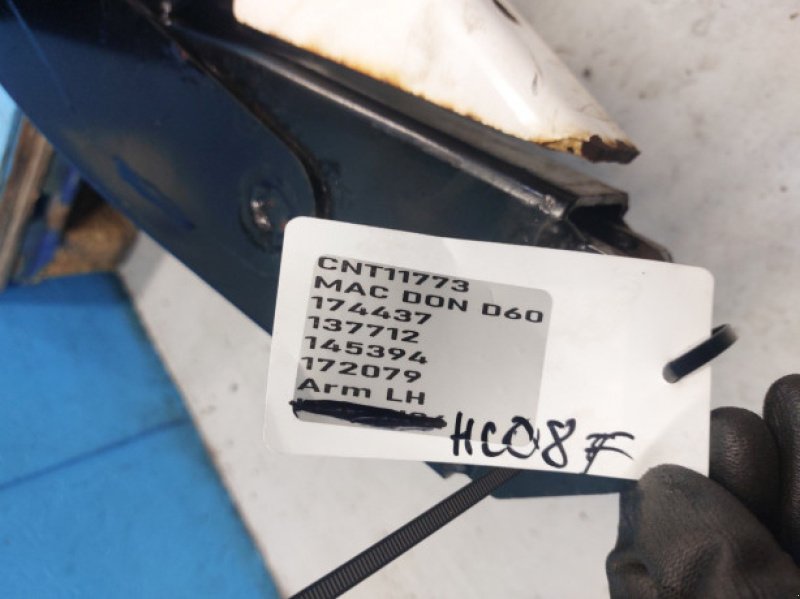 CNT11773
MAC DON D60
174437
137712
145394
172079
Arm LH
HC08F